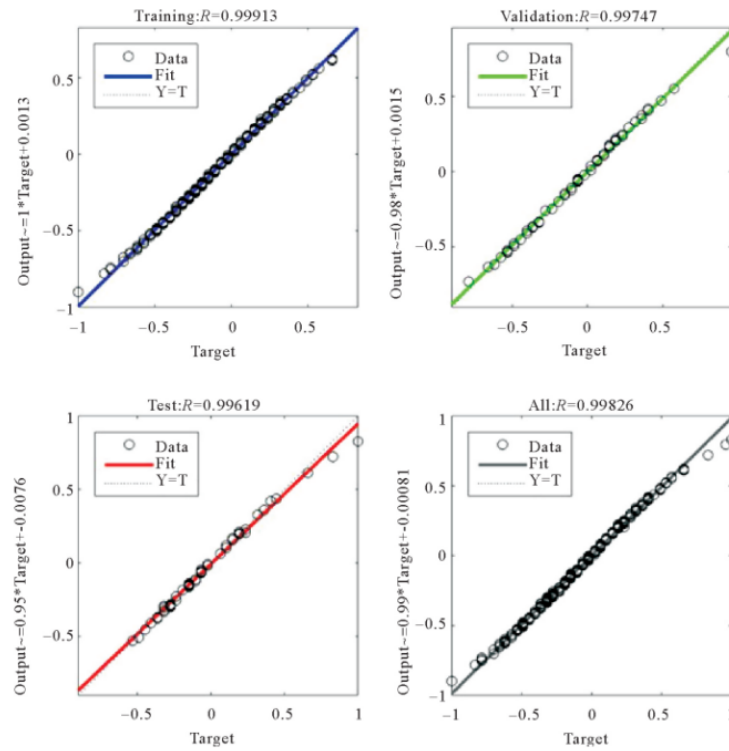 Training:R=0.99913
Data
Fit
Y=T
0.5
0
−0.5
−1
−1
−0.5
0
0.5
Target
Output~=1*Target+0.0013
Validation:R=0.99747
Data
Fit
Y=T
0.5
0
−0.5
−0.5
0
0.5
Target
Output~=0.98*Target+0.0015
Test:R=0.99619
Data
Fit
Y=T
1
0.5
0
−0.5
−0.5
0
0.5
1
Target
Output~=0.95*Target+-0.0076
All:R=0.99826
Data
Fit
Y=T
1
0.5
0
−0.5
−1
−1
−0.5
0
0.5
Target
Output~=0.99*Target+-0.00081